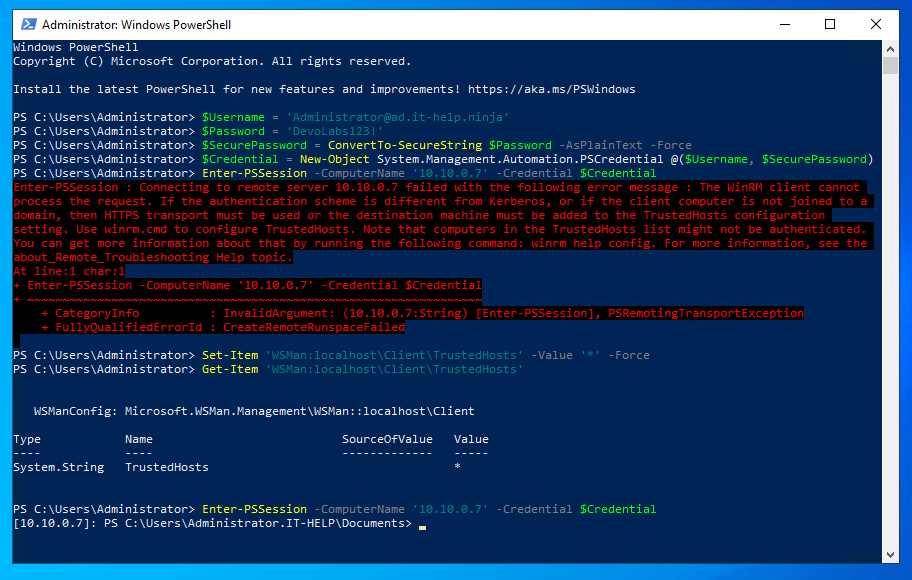 Administrator: Windows PowerShell
Windows PowerShell
Copyright (C) Microsoft Corporation. All rights reserved.
Install the latest PowerShell for new features and improvements! https://aka.ms/PSWindows
PS C:\Users\Administrator> $Username = 'Administrator@ad.it-help.ninja'
PS C:\Users\Administrator> $Password = 'DevoLabs123!'
PS C:\Users\Administrator> $SecurePassword = ConvertTo-SecureString $Password -AsPlainText -Force
PS C:\Users\Administrator> $Credential = New-Object System.Management.Automation.PSCredential @($Username, $SecurePassword)
PS C:\Users\Administrator> Enter-PSSession -ComputerName '10.10.0.7' -Credential $Credential
Enter-PSSession : Connecting to remote server 10.10.0.7 failed with the following error message : The WinRM client cannot
process the request. If the authentication scheme is different from Kerberos, or if the client computer is not joined to a
domain, then HTTPS transport must be used or the destination machine must be added to the TrustedHosts configuration
setting. Use winrm.cmd to configure TrustedHosts. Note that computers in the TrustedHosts list might not be authenticated.
You can get more information about that by running the following command: winrm help config. For more information, see the
about_Remote_Troubleshooting Help topic.
At line:1 char:1
+ Enter-PSSession -ComputerName '10.10.0.7' -Credential $Credential
+ ~~~~~~~~~~~~~~~~~~~~~~~~~~~~~~~~~~~~~~~~~~~~~~~~~~~~~~~~~~~~~~~~~
    + CategoryInfo          : InvalidArgument: (10.10.0.7:String) [Enter-PSSession], PSRemotingTransportException
    + FullyQualifiedErrorId : CreateRemoteRunspaceFailed
PS C:\Users\Administrator> Set-Item 'WSMan:localhost\Client\TrustedHosts' -Value '*' -Force
PS C:\Users\Administrator> Get-Item 'WSMan:localhost\Client\TrustedHosts'
   WSManConfig: Microsoft.WSMan.Management\WSMan::localhost\Client
Type            Name                           SourceOfValue   Value
----            ----                           -------------   -----
System.String   TrustedHosts                                   *
PS C:\Users\Administrator> Enter-PSSession -ComputerName '10.10.0.7' -Credential $Credential
[10.10.0.7]: PS C:\Users\Administrator.IT-HELP\Documents>